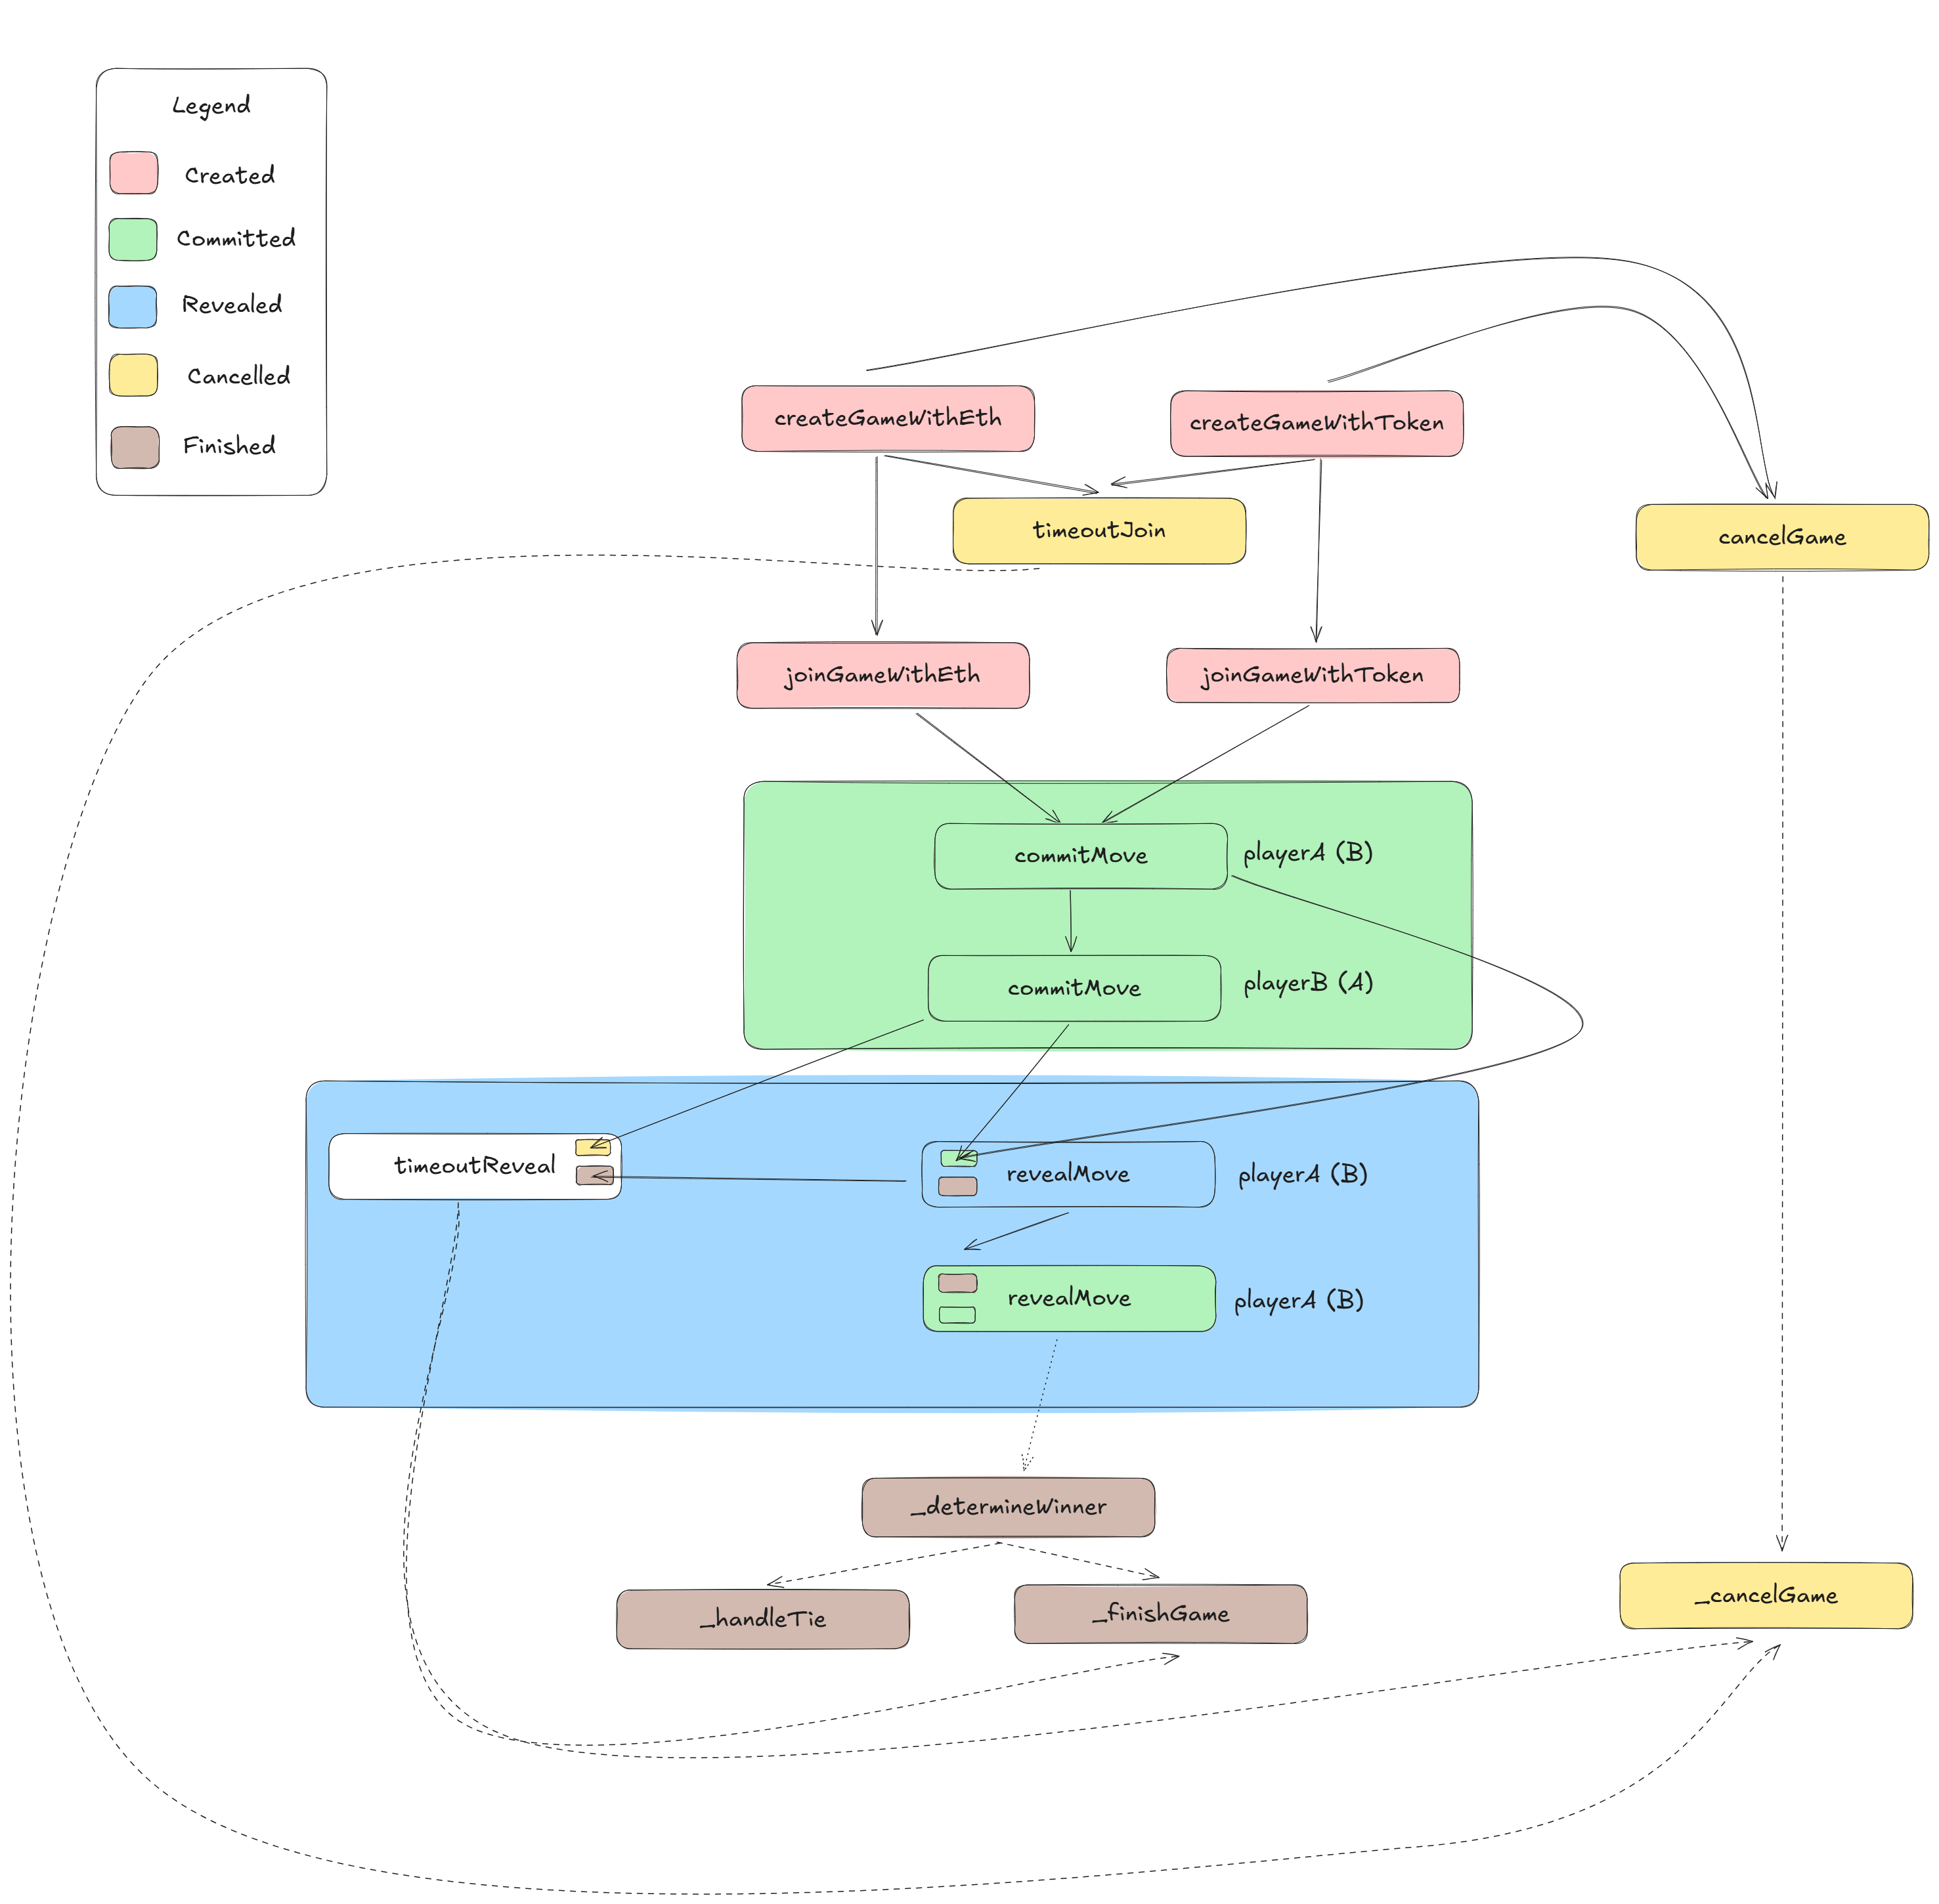 Legend
Created
Committed
Revealed
Cancelled
Finished
createGameWithEth
createGameWithToken
timeoutJoin
cancelGame
joinGameWithEth
joinGameWithToken
commitMove
playerA (B)
commitMove
playerB (A)
timeoutReveal
revealMove
playerA (B)
revealMove
playerA (B)
_determineWinner
_handleTie
_finishGame
_cancelGame